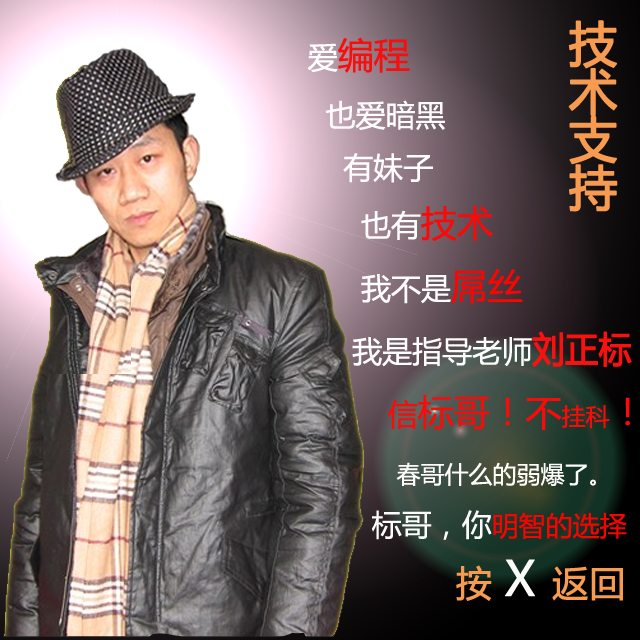 爱编程
也爱暗黑
有妹子
也有技术
我不是屌丝
我是指导老师刘正标
信标哥！不挂科！
春哥什么的弱爆了。
标哥，你明智的选择
按 X 返回
技术支持